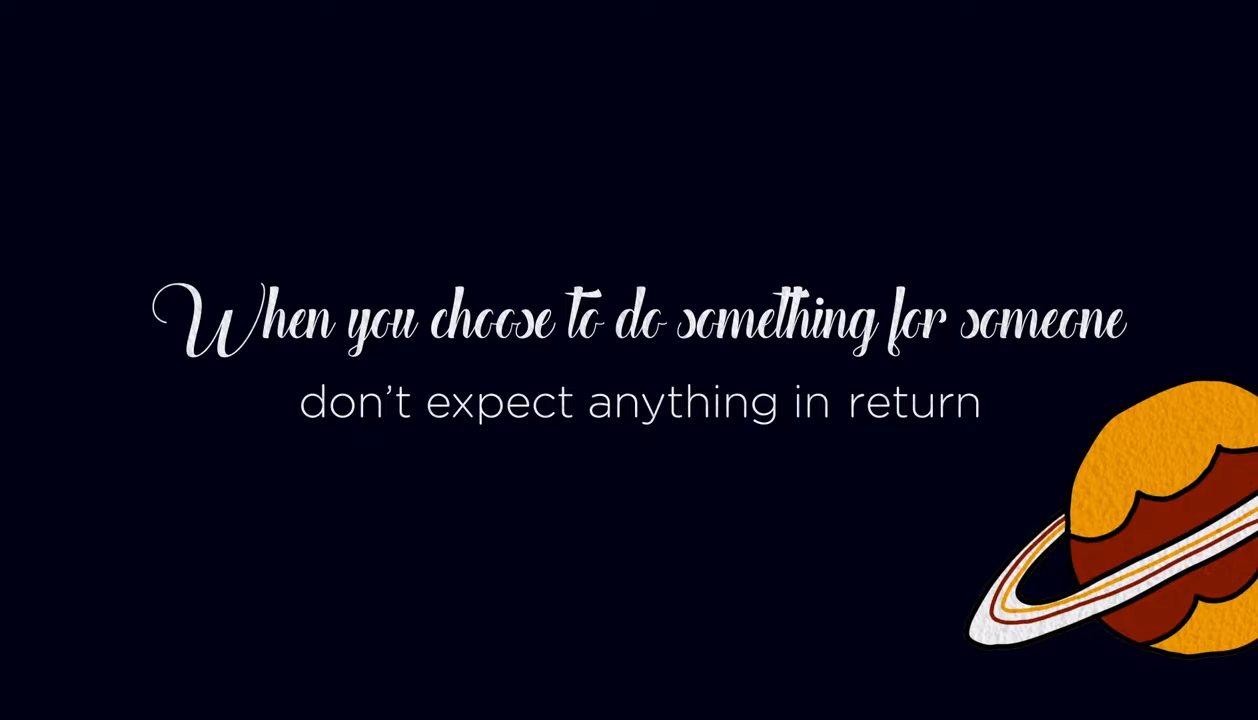 When you choose to do something for someone
don’t expect anything in return